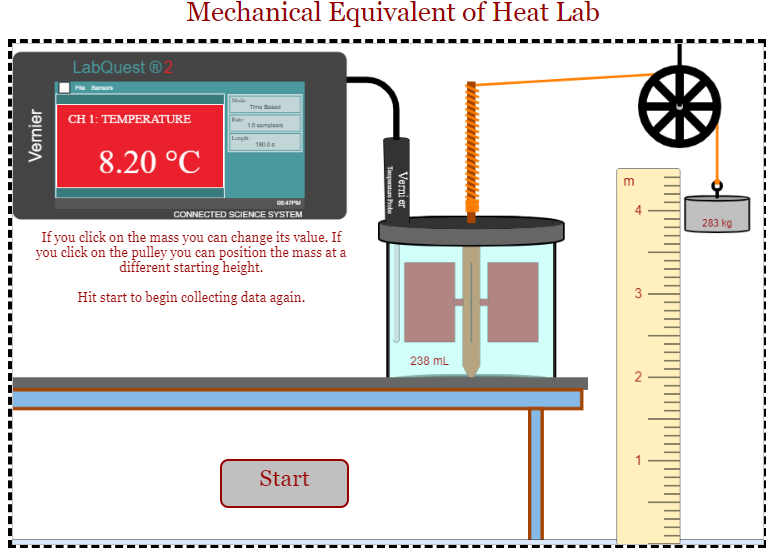 Mechanical Equivalent of Heat Lab
LabQuest ®2
File Sensors
Vernier
CH 1: TEMPERATURE
8.20 °C
Mode:
Time Based
Rate:
1.0 samples/s
Length:
180.0 s
08:47PM
CONNECTED SCIENCE SYSTEM
Vernier
Temperature Probe
If you click on the mass you can change its value. If
you click on the pulley you can position the mass at a
different starting height.
Hit start to begin collecting data again.
238 mL
m
4
3
2
1
283 kg
Start